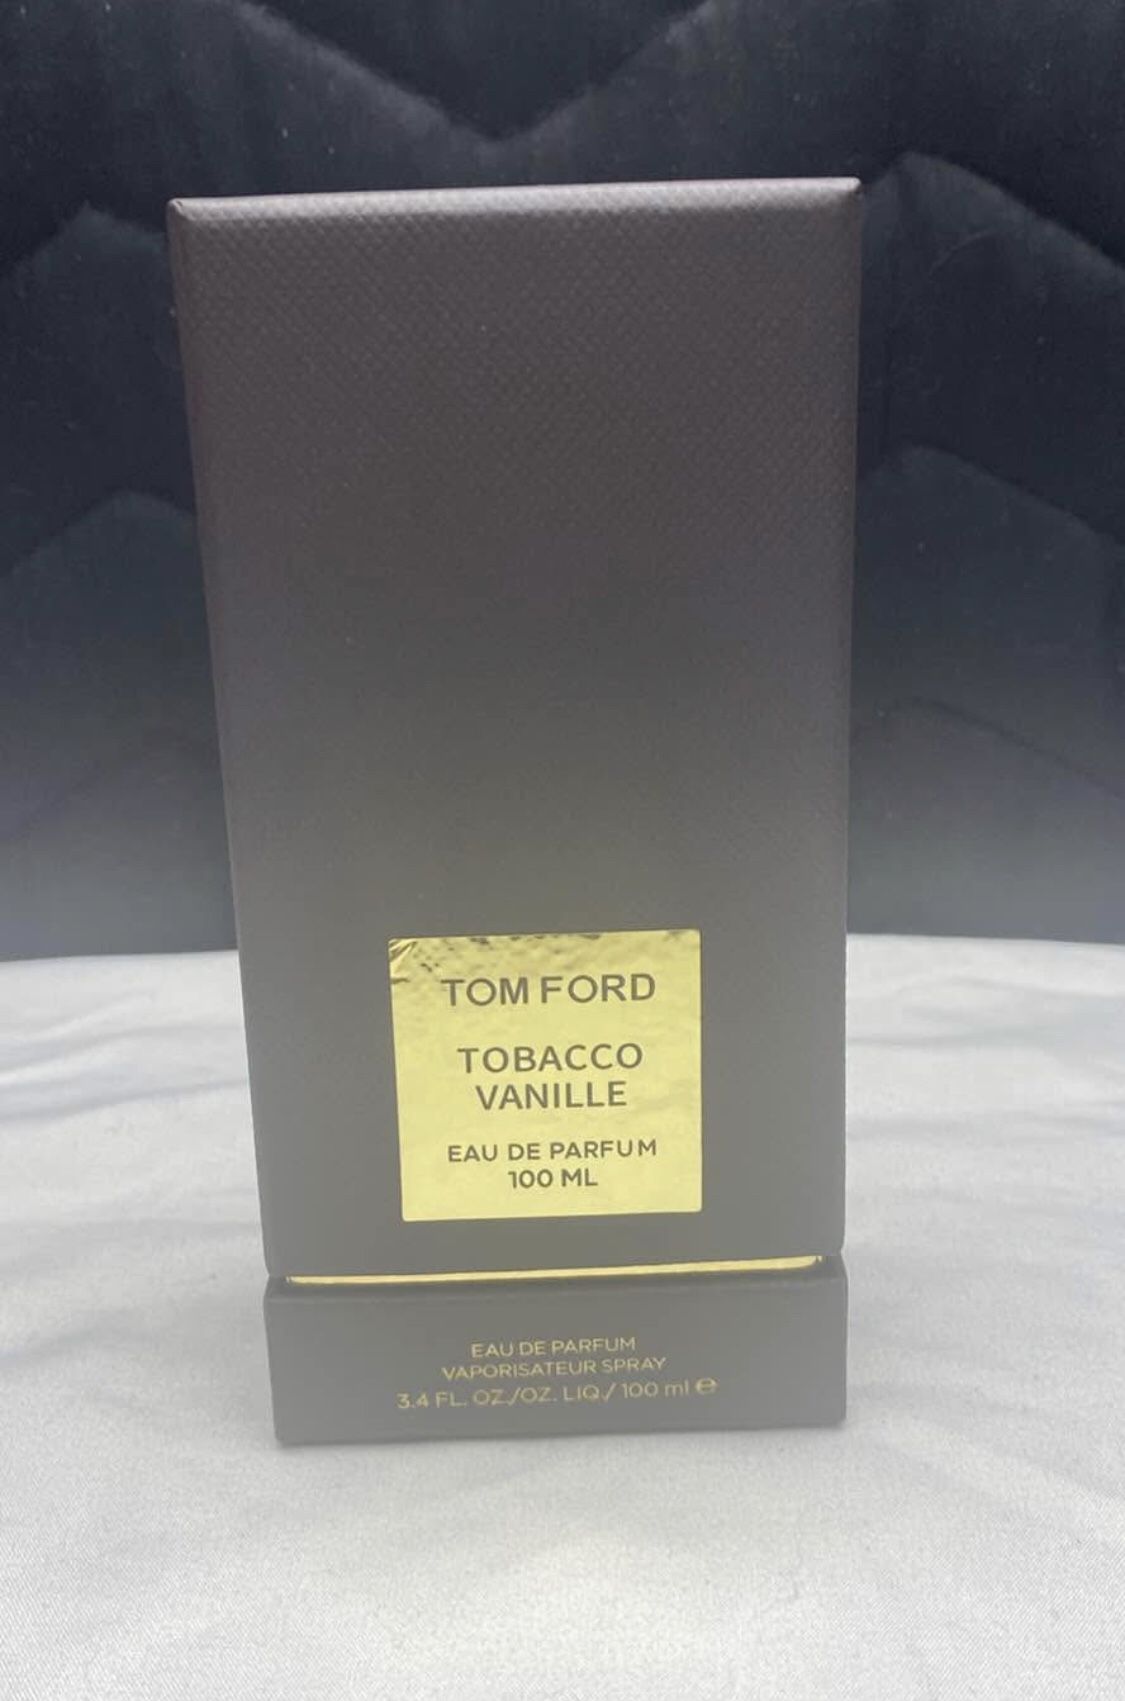 TOM FORD
TOBACCO
VANILLE
EAU DE PARFUM
100 ML
EAU DE PARFUM
VAPORISATEUR SPRAY
3.4 FL. OZ./OZ. LIQ./ 100 ml ℮